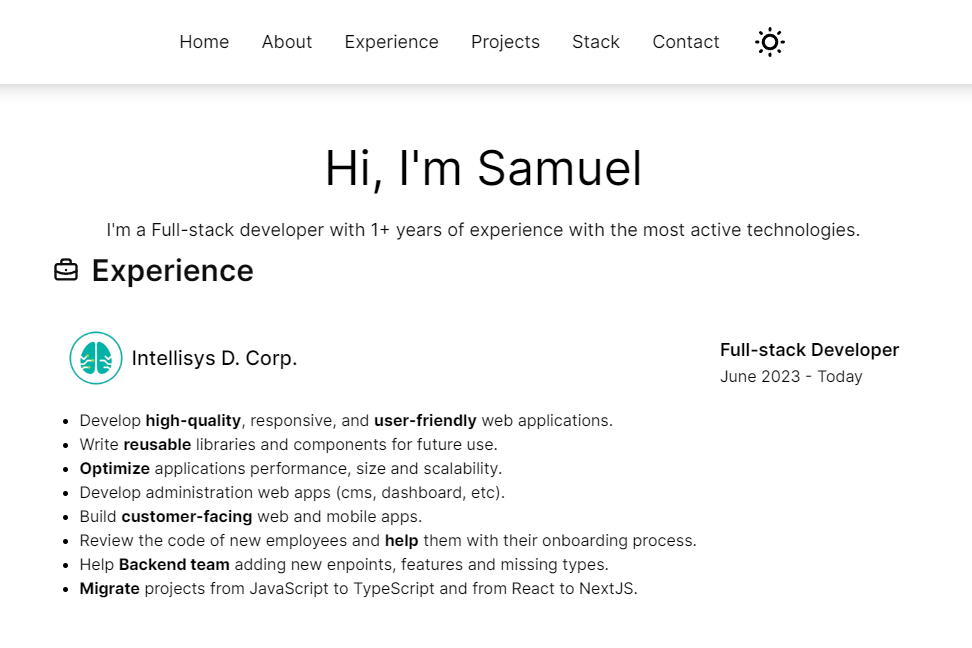 Home About Experience Projects Stack Contact
Hi, I'm Samuel
I'm a Full-stack developer with 1+ years of experience with the most active technologies.
Experience
Intellisys D. Corp.
Full-stack Developer
June 2023 - Today
• Develop high-quality, responsive, and user-friendly web applications.
• Write reusable libraries and components for future use.
• Optimize applications performance, size and scalability.
• Develop administration web apps (cms, dashboard, etc).
• Build customer-facing web and mobile apps.
• Review the code of new employees and help them with their onboarding process.
• Help Backend team adding new enpoints, features and missing types.
• Migrate projects from JavaScript to TypeScript and from React to NextJS.